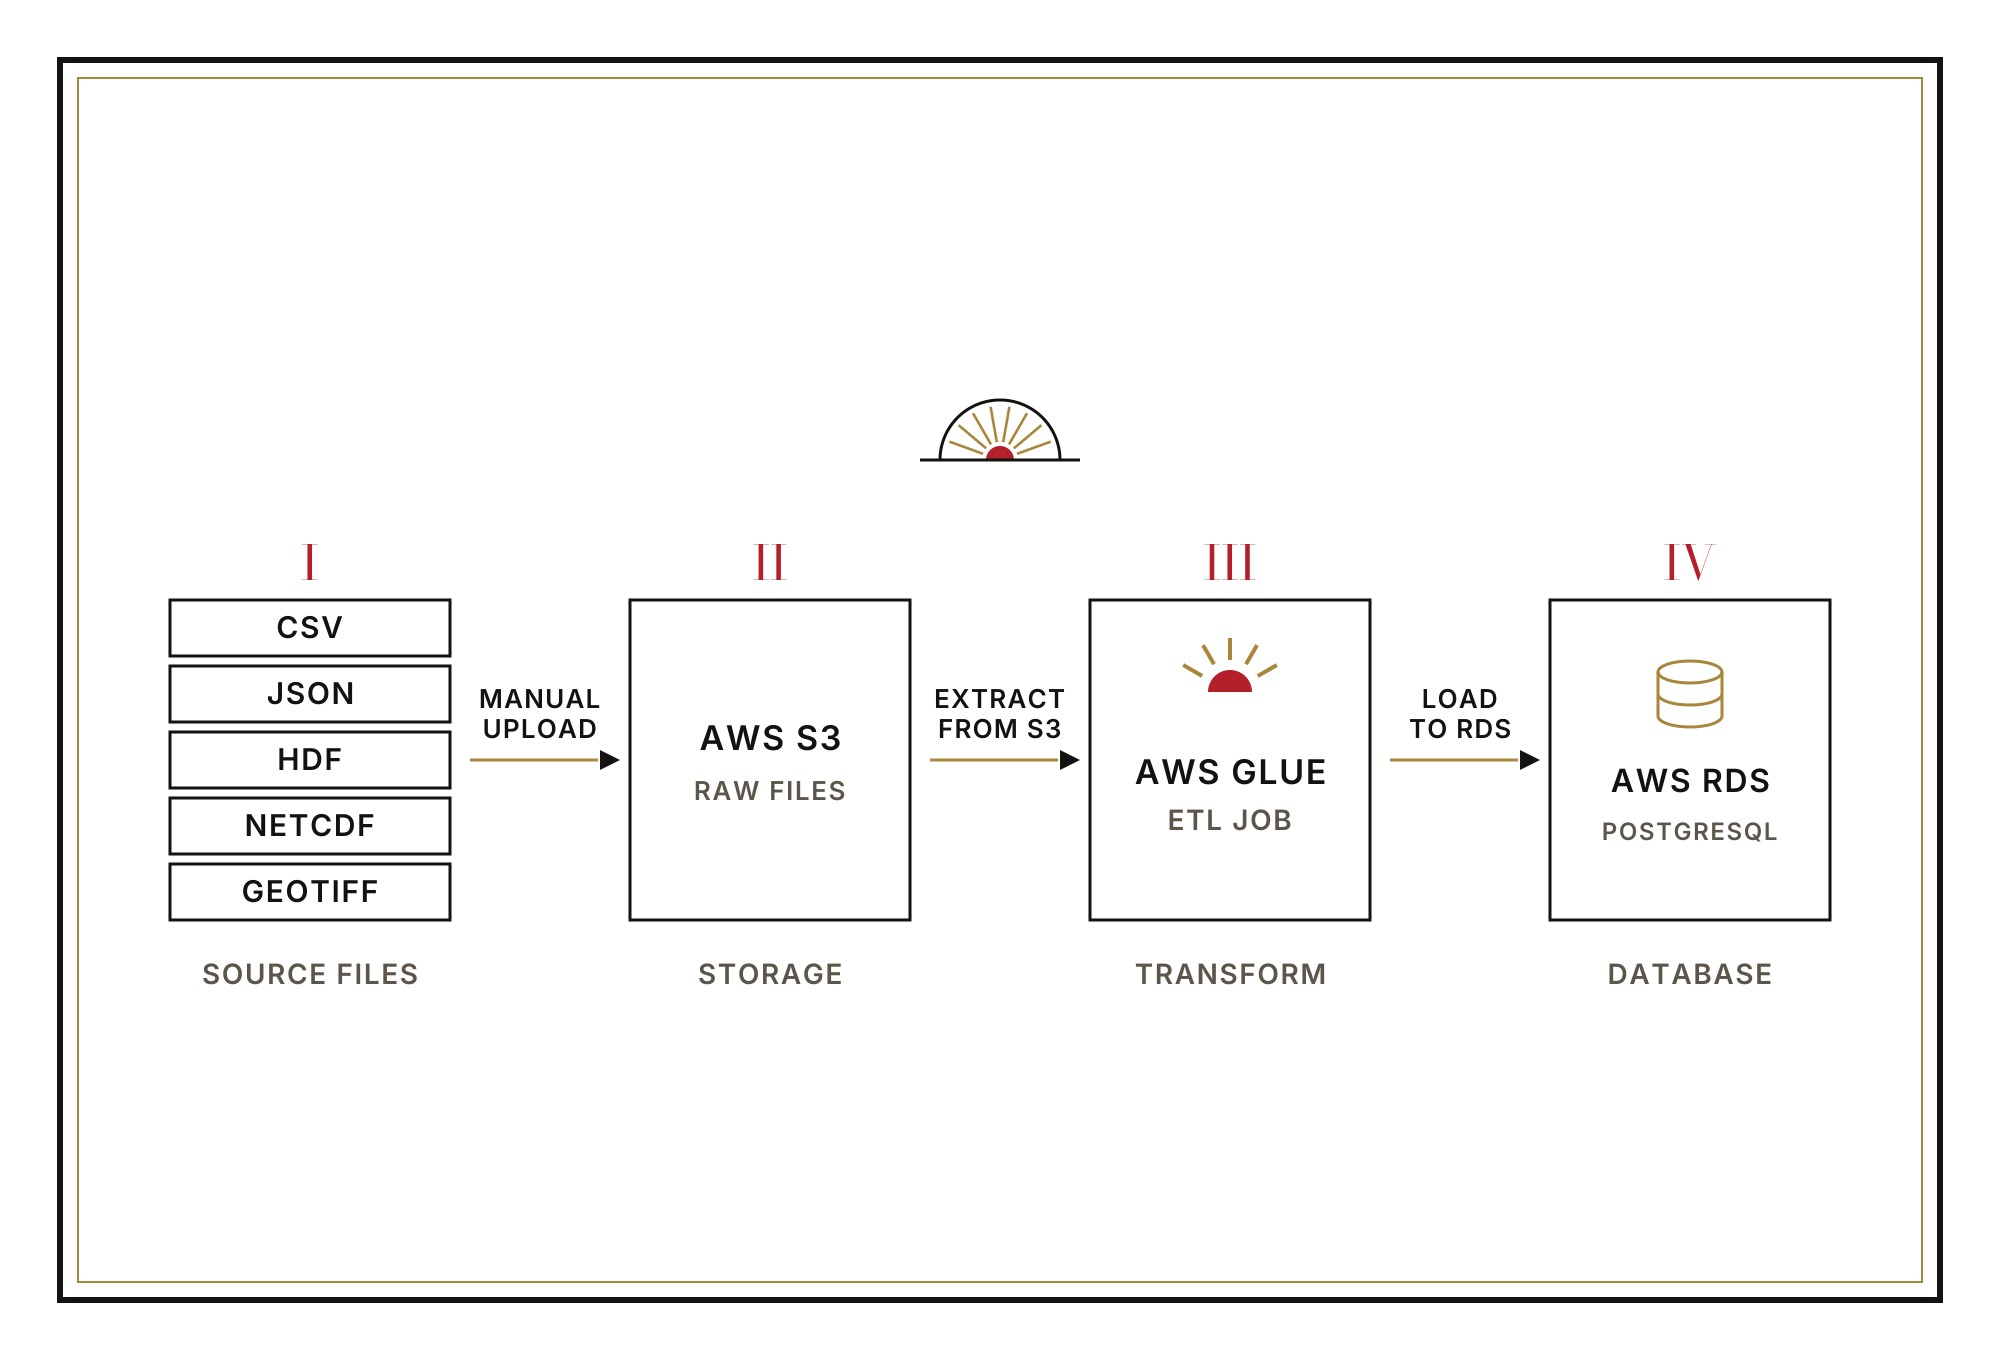 I
CSV
JSON
HDF
NETCDF
GEOTIFF
SOURCE FILES
MANUAL
UPLOAD
II
AWS S3
RAW FILES
STORAGE
EXTRACT
FROM S3
III
AWS GLUE
ETL JOB
TRANSFORM
LOAD
TO RDS
IV
AWS RDS
POSTGRESQL
DATABASE